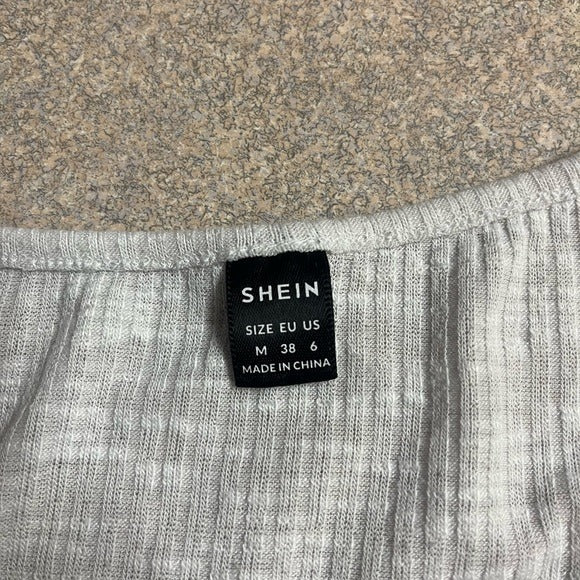 SHEIN
SIZE EU US
M 38 6
MADE IN CHINA